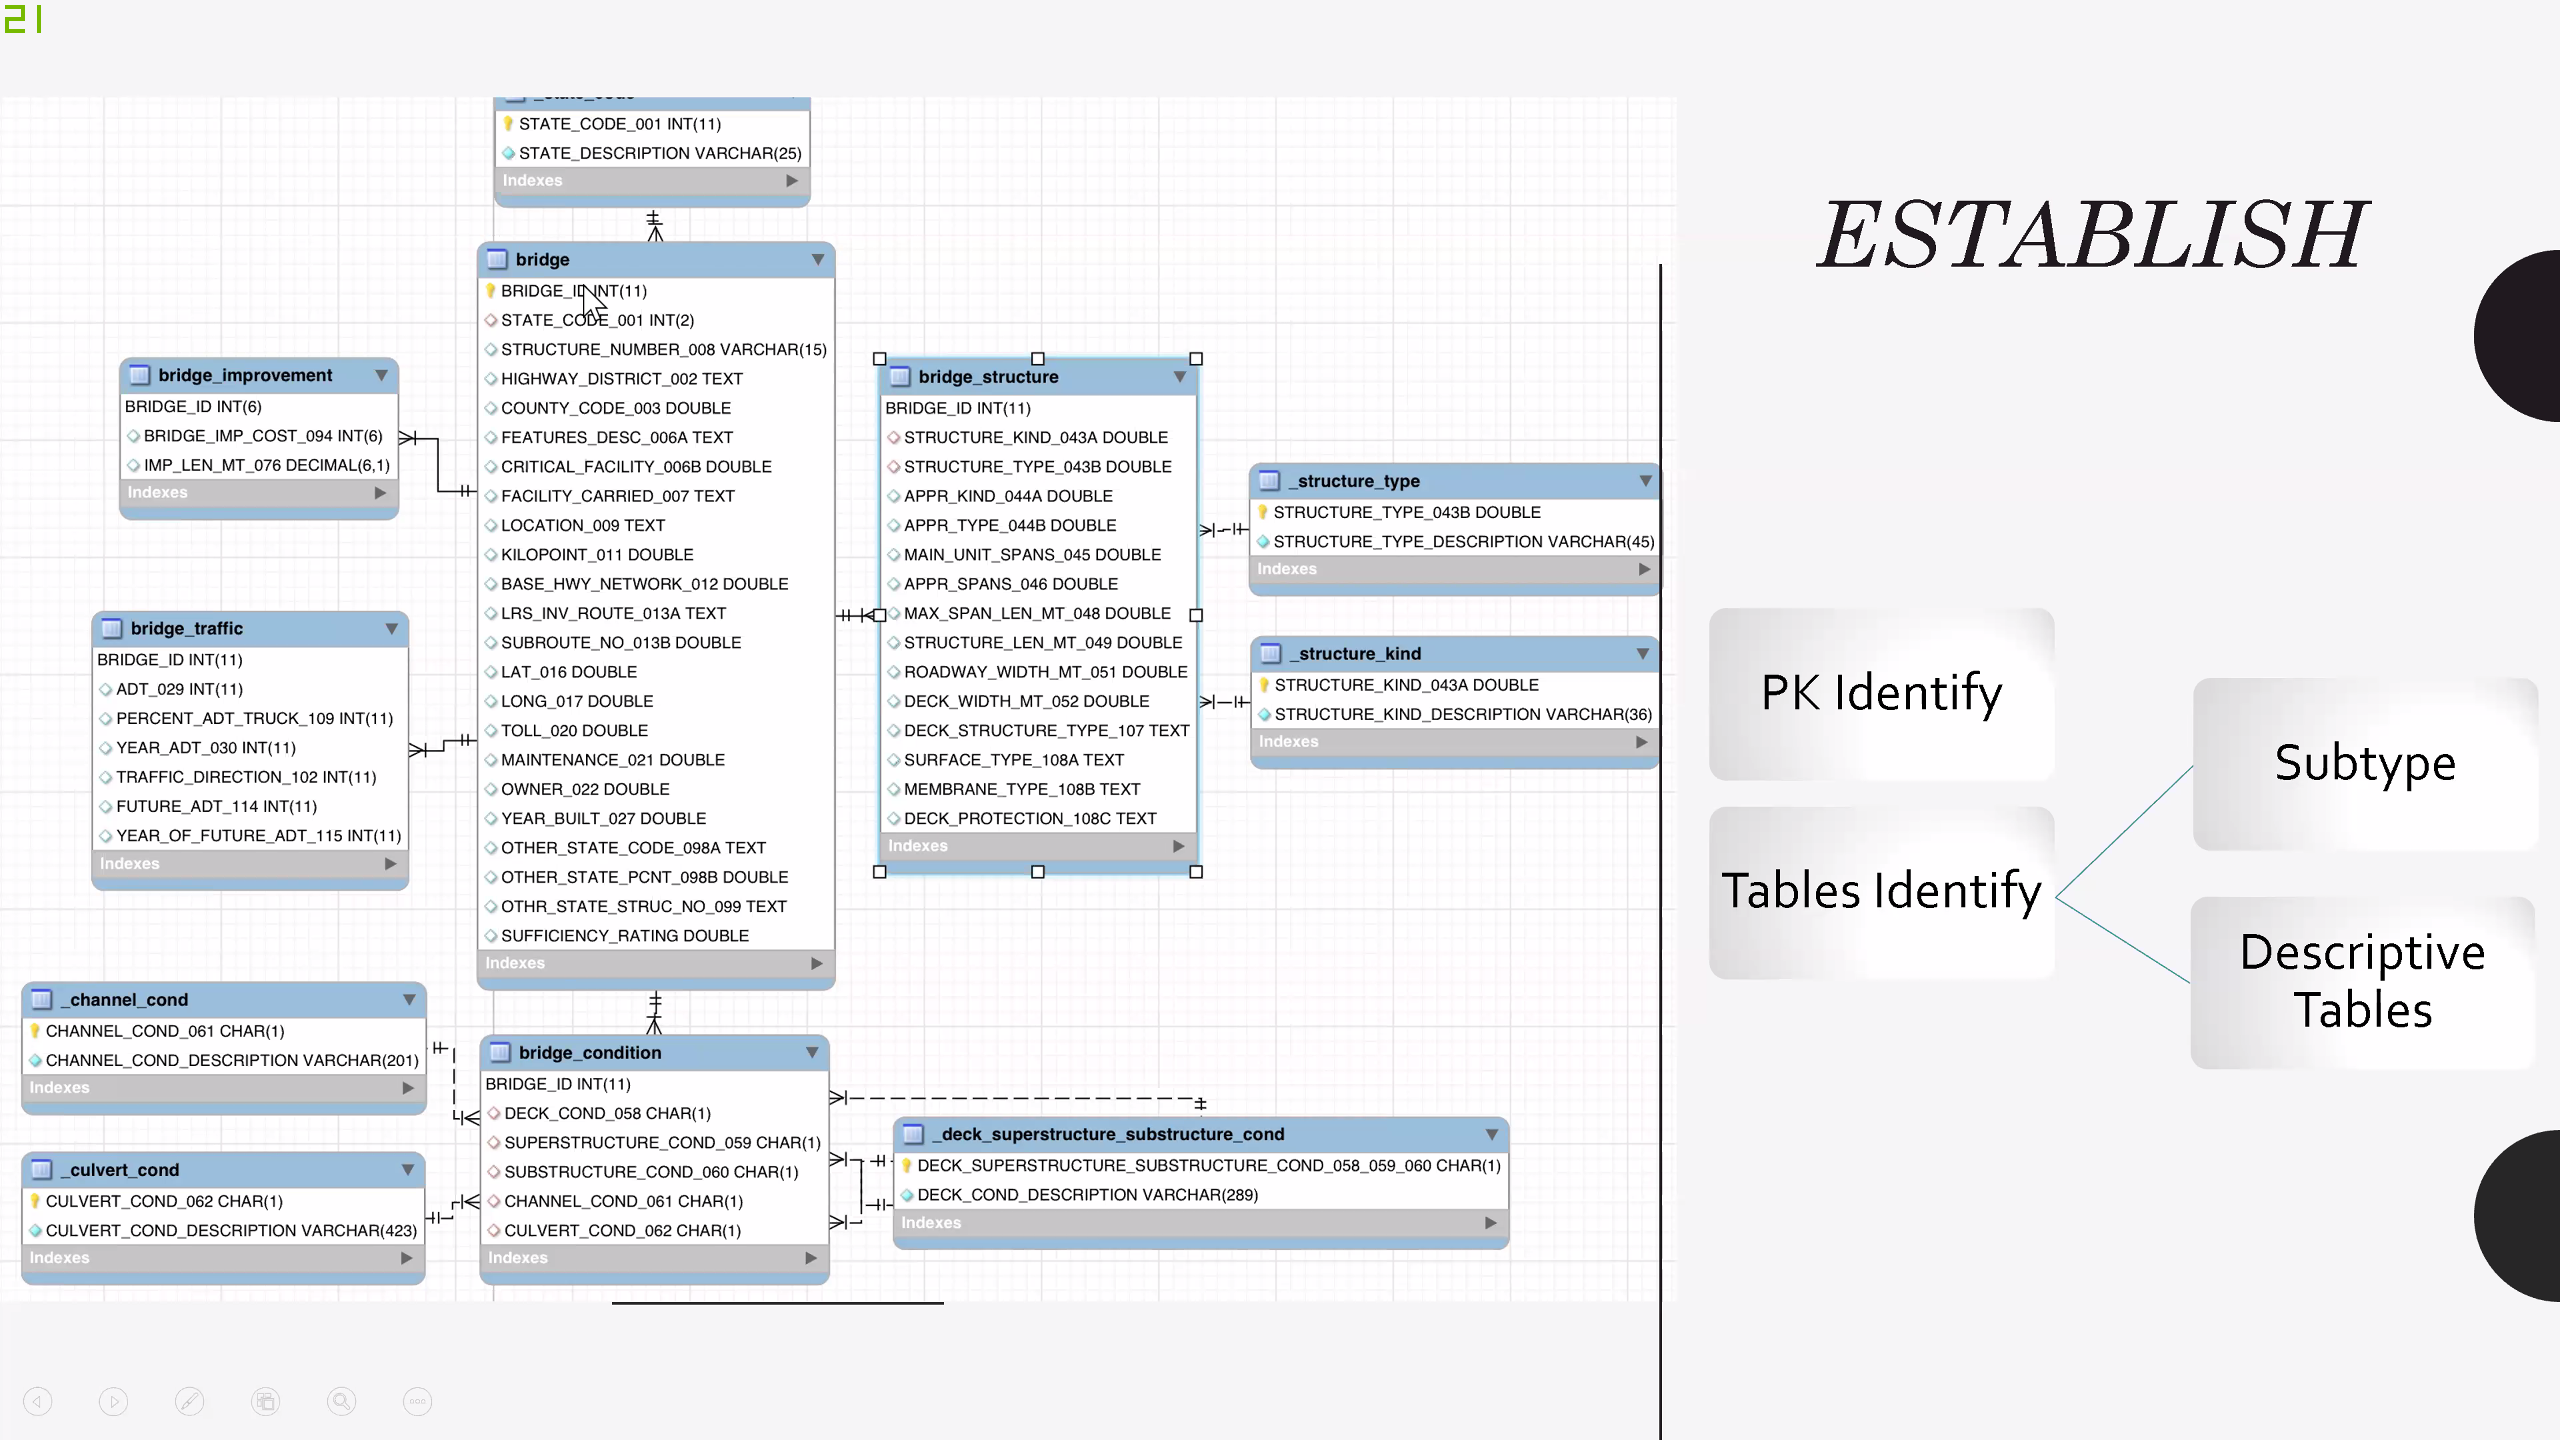 21
STATE_CODE_001 INT(11)
STATE_DESCRIPTION VARCHAR(25)
Indexes
bridge
BRIDGE_ID INT(11)
STATE_CODE_001 INT(2)
STRUCTURE_NUMBER_008 VARCHAR(15)
HIGHWAY_DISTRICT_002 TEXT
COUNTY_CODE_003 DOUBLE
FEATURES_DESC_006A TEXT
CRITICAL_FACILITY_006B DOUBLE
FACILITY_CARRIED_007 TEXT
LOCATION_009 TEXT
KILOPOINT_011 DOUBLE
BASE_HWY_NETWORK_012 DOUBLE
LRS_INV_ROUTE_013A TEXT
SUBROUTE_NO_013B DOUBLE
LAT_016 DOUBLE
LONG_017 DOUBLE
TOLL_020 DOUBLE
MAINTENANCE_021 DOUBLE
OWNER_022 DOUBLE
YEAR_BUILT_027 DOUBLE
OTHER_STATE_CODE_098A TEXT
OTHER_STATE_PCNT_098B DOUBLE
OTHR_STATE_STRUC_NO_099 TEXT
SUFFICIENCY_RATING DOUBLE
Indexes
bridge_improvement
BRIDGE_ID INT(6)
BRIDGE_IMP_COST_094 INT(6)
IMP_LEN_MT_076 DECIMAL(6,1)
Indexes
bridge_traffic
BRIDGE_ID INT(11)
ADT_029 INT(11)
PERCENT_ADT_TRUCK_109 INT(11)
YEAR_ADT_030 INT(11)
TRAFFIC_DIRECTION_102 INT(11)
FUTURE_ADT_114 INT(11)
YEAR_OF_FUTURE_ADT_115 INT(11)
Indexes
bridge_structure
BRIDGE_ID INT(11)
STRUCTURE_KIND_043A DOUBLE
STRUCTURE_TYPE_043B DOUBLE
APPR_KIND_044A DOUBLE
APPR_TYPE_044B DOUBLE
MAIN_UNIT_SPANS_045 DOUBLE
APPR_SPANS_046 DOUBLE
MAX_SPAN_LEN_MT_048 DOUBLE
STRUCTURE_LEN_MT_049 DOUBLE
ROADWAY_WIDTH_MT_051 DOUBLE
DECK_WIDTH_MT_052 DOUBLE
DECK_STRUCTURE_TYPE_107 TEXT
SURFACE_TYPE_108A TEXT
MEMBRANE_TYPE_108B TEXT
DECK_PROTECTION_108C TEXT
Indexes
_structure_type
STRUCTURE_TYPE_043B DOUBLE
STRUCTURE_TYPE_DESCRIPTION VARCHAR(45)
Indexes
_structure_kind
STRUCTURE_KIND_043A DOUBLE
STRUCTURE_KIND_DESCRIPTION VARCHAR(36)
Indexes
_channel_cond
CHANNEL_COND_061 CHAR(1)
CHANNEL_COND_DESCRIPTION VARCHAR(201)
Indexes
_culvert_cond
CULVERT_COND_062 CHAR(1)
CULVERT_COND_DESCRIPTION VARCHAR(423)
Indexes
bridge_condition
BRIDGE_ID INT(11)
DECK_COND_058 CHAR(1)
SUPERSTRUCTURE_COND_059 CHAR(1)
SUBSTRUCTURE_COND_060 CHAR(1)
CHANNEL_COND_061 CHAR(1)
CULVERT_COND_062 CHAR(1)
Indexes
_deck_superstructure_substructure_cond
DECK_SUPERSTRUCTURE_SUBSTRUCTURE_COND_058_059_060 CHAR(1)
DECK_COND_DESCRIPTION VARCHAR(289)
Indexes
ESTABLISH
PK Identify
Tables Identify
Subtype
Descriptive
Tables